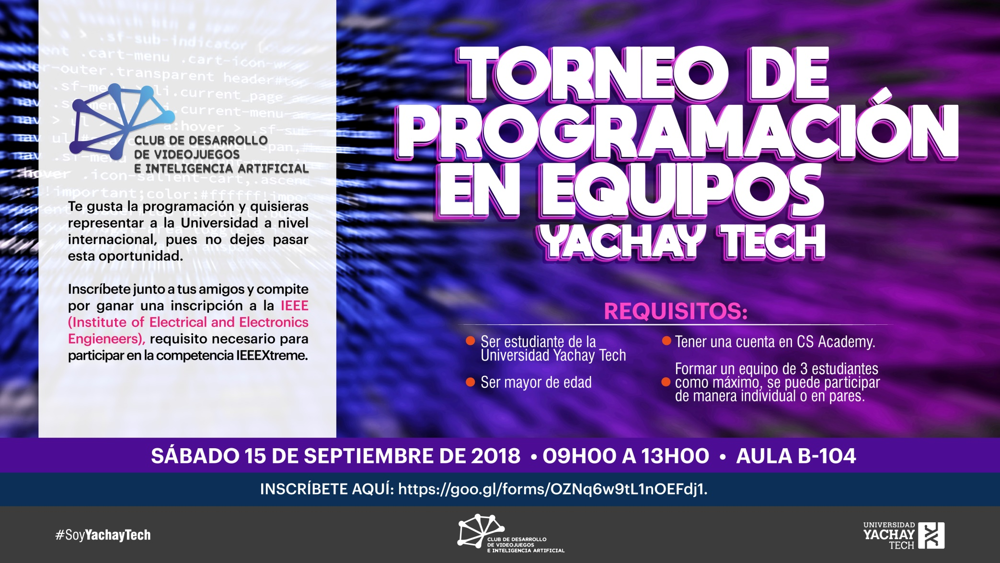 CLUB DE DESARROLLO
DE VIDEOJUEGOS
E INTELIGENCIA ARTIFICIAL
Te gusta la programación y quisieras
representar a la Universidad a nivel
internacional, pues no dejes pasar
esta oportunidad.
Inscríbete junto a tus amigos y compite
por ganar una inscripción a la IEEE
(Institute of Electrical and Electronics
Engieneers), requisito necesario para
participar en la competencia IEEEXtreme.
TORNEO DE
PROGRAMACIÓN
EN EQUIPOS
YACHAY TECH
REQUISITOS:
Ser estudiante de la
Universidad Yachay Tech
Ser mayor de edad
Tener una cuenta en CS Academy.
Formar un equipo de 3 estudiantes
como máximo, se puede participar
de manera individual o en pares.
SÁBADO 15 DE SEPTIEMBRE DE 2018 • 09H00 A 13H00 • AULA B-104
INSCRÍBETE AQUÍ: https://goo.gl/forms/OZNq6w9tL1nOEFdj1.
#SoyYachayTech
CLUB DE DESARROLLO
DE VIDEOJUEGOS
E INTELIGENCIA ARTIFICIAL
UNIVERSIDAD
YACHAY
TECH